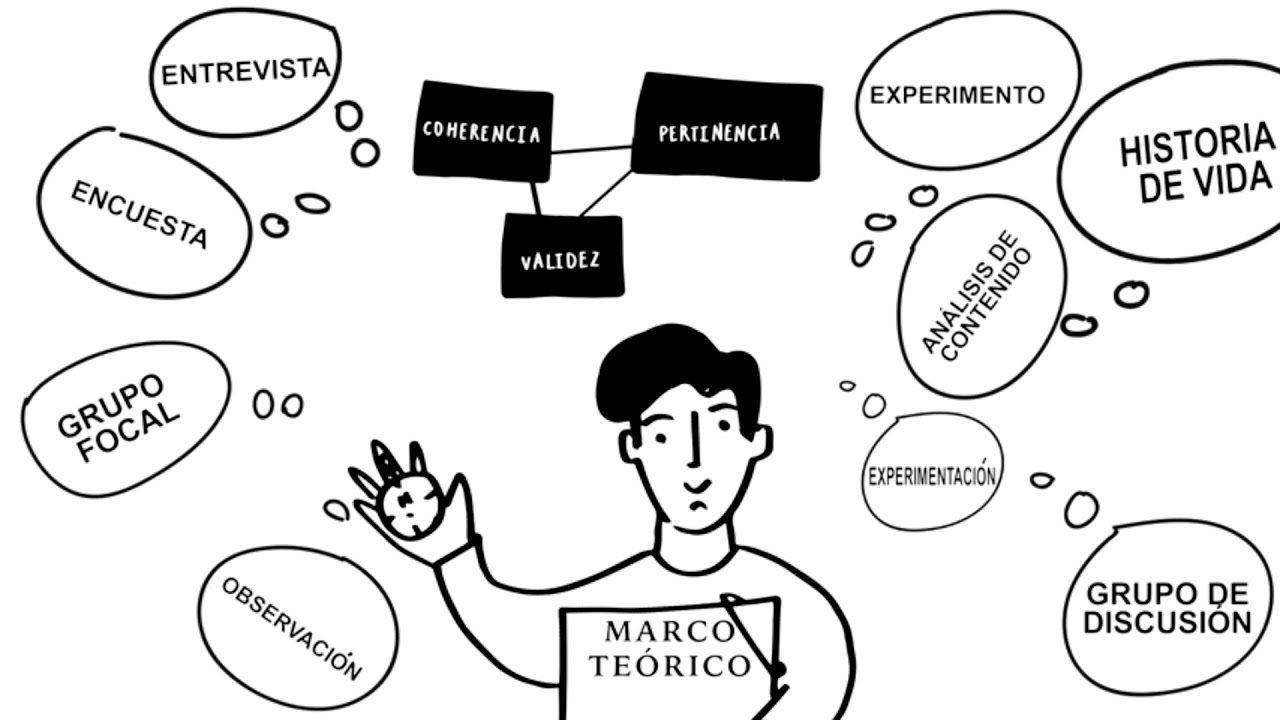 ENTREVISTA
ENCUESTA
GRUPO
FOCAL
OBSERVACIÓN
COHERENCIA
PERTINENCIA
VALIDEZ
MARCO
TEÓRICO
EXPERIMENTO
HISTORIA
DE VIDA
ANÁLISIS DE
CONTENIDO
EXPERIMENTACIÓN
GRUPO DE
DISCUSIÓN